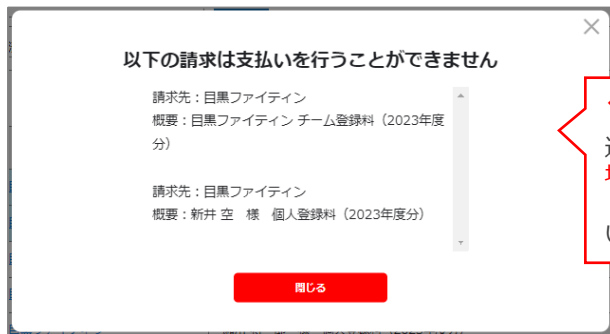 以下の請求は支払いを行うことができません
請求先：目黒ファイティン
概要：目黒ファイティン チーム登録料（2023年度
分）
請求先：目黒ファイティン
概要：新井 空　様　個人登録料（2023年度分）
閉じる